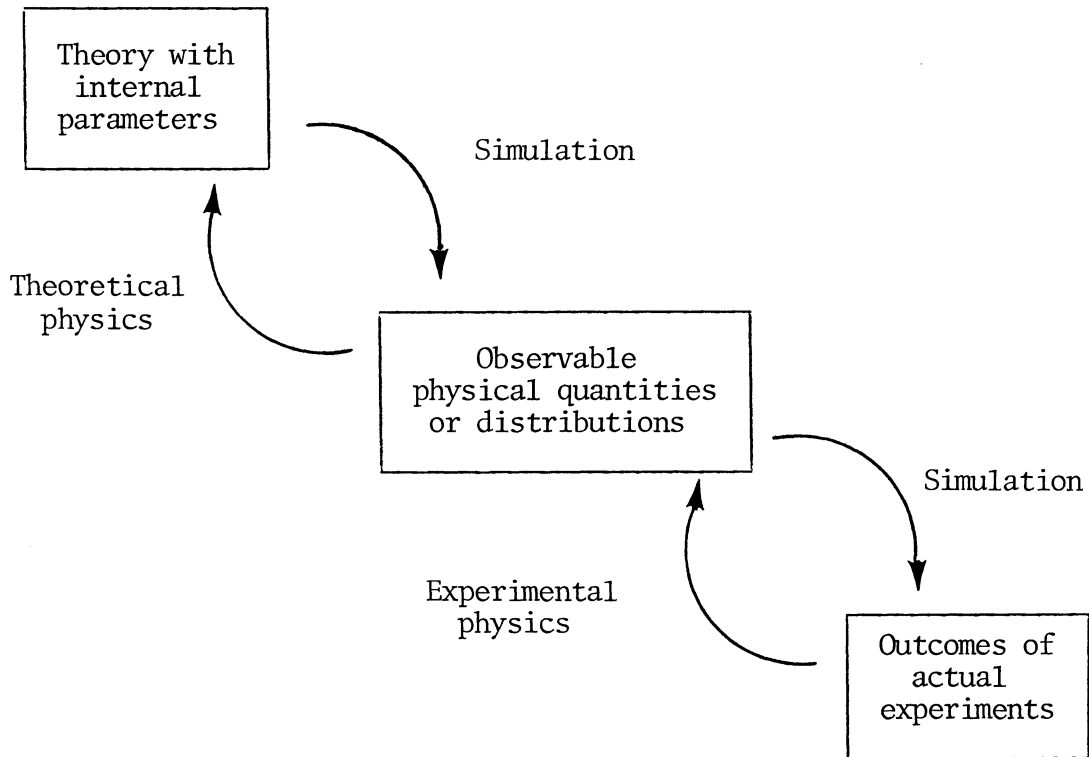 Theory with
internal
parameters
Simulation
Theoretical
physics
Observable
physical quantities
or distributions
Simulation
Experimental
physics
Outcomes of
actual
experiments